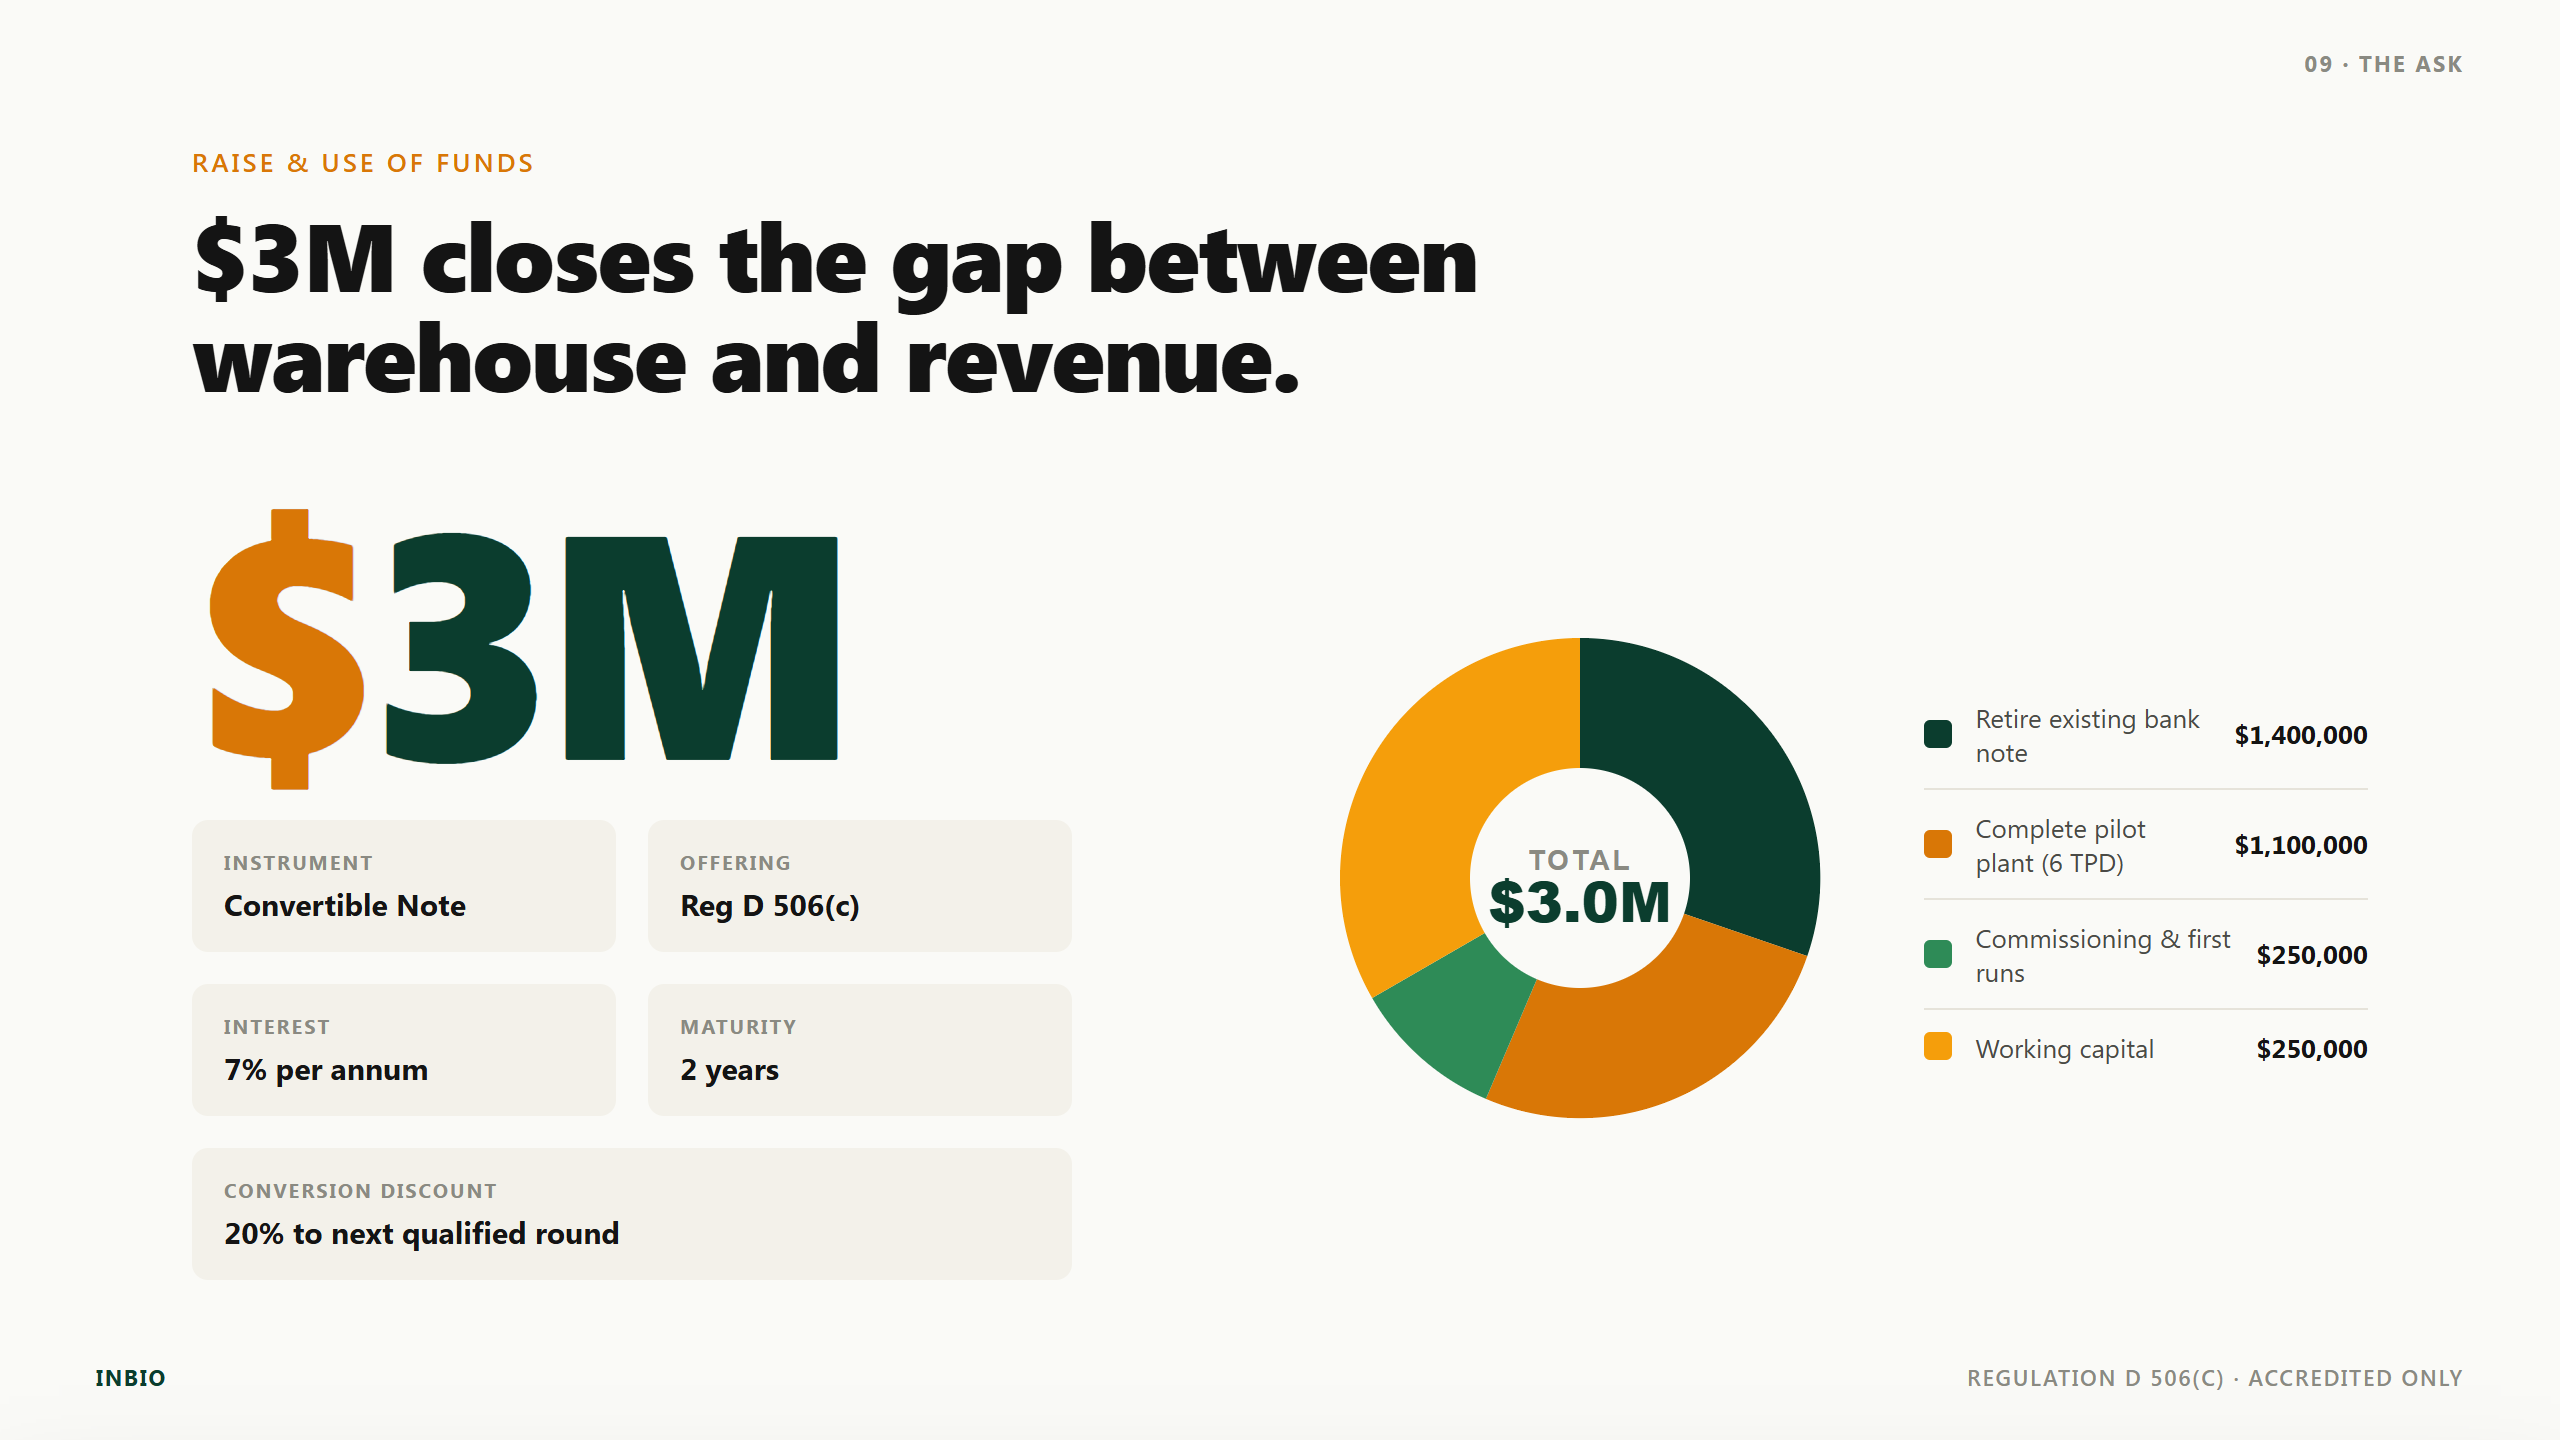 09 · THE ASK
RAISE & USE OF FUNDS
$3M closes the gap between
warehouse and revenue.
$3M
INSTRUMENT
Convertible Note
OFFERING
Reg D 506(c)
INTEREST
7% per annum
MATURITY
2 years
CONVERSION DISCOUNT
20% to next qualified round
TOTAL
$3.0M
Retire existing bank
note
$1,400,000
Complete pilot
plant (6 TPD)
$1,100,000
Commissioning & first
runs
$250,000
Working capital
$250,000
INBIO
REGULATION D 506(C) · ACCREDITED ONLY